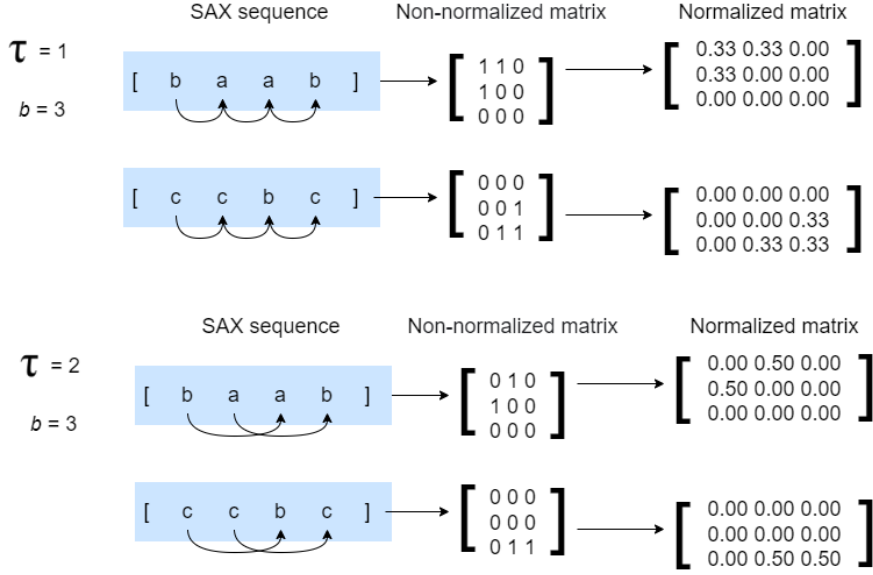 SAX sequence Non-normalized matrix Normalized matrix
τ = 1
b = 3
[ b a a b ]
1 1 0
1 0 0
0 0 0
0.33 0.33 0.00
0.33 0.00 0.00
0.00 0.00 0.00
[ c c b c ]
0 0 0
0 0 1
0 1 1
0.00 0.00 0.00
0.00 0.00 0.33
0.00 0.33 0.33
SAX sequence Non-normalized matrix Normalized matrix
τ = 2
b = 3
[ b a a b ]
0 1 0
1 0 0
0 0 0
0.00 0.50 0.00
0.50 0.00 0.00
0.00 0.00 0.00
[ c c b c ]
0 0 0
0 0 0
0 1 1
0.00 0.00 0.00
0.00 0.00 0.00
0.00 0.50 0.50